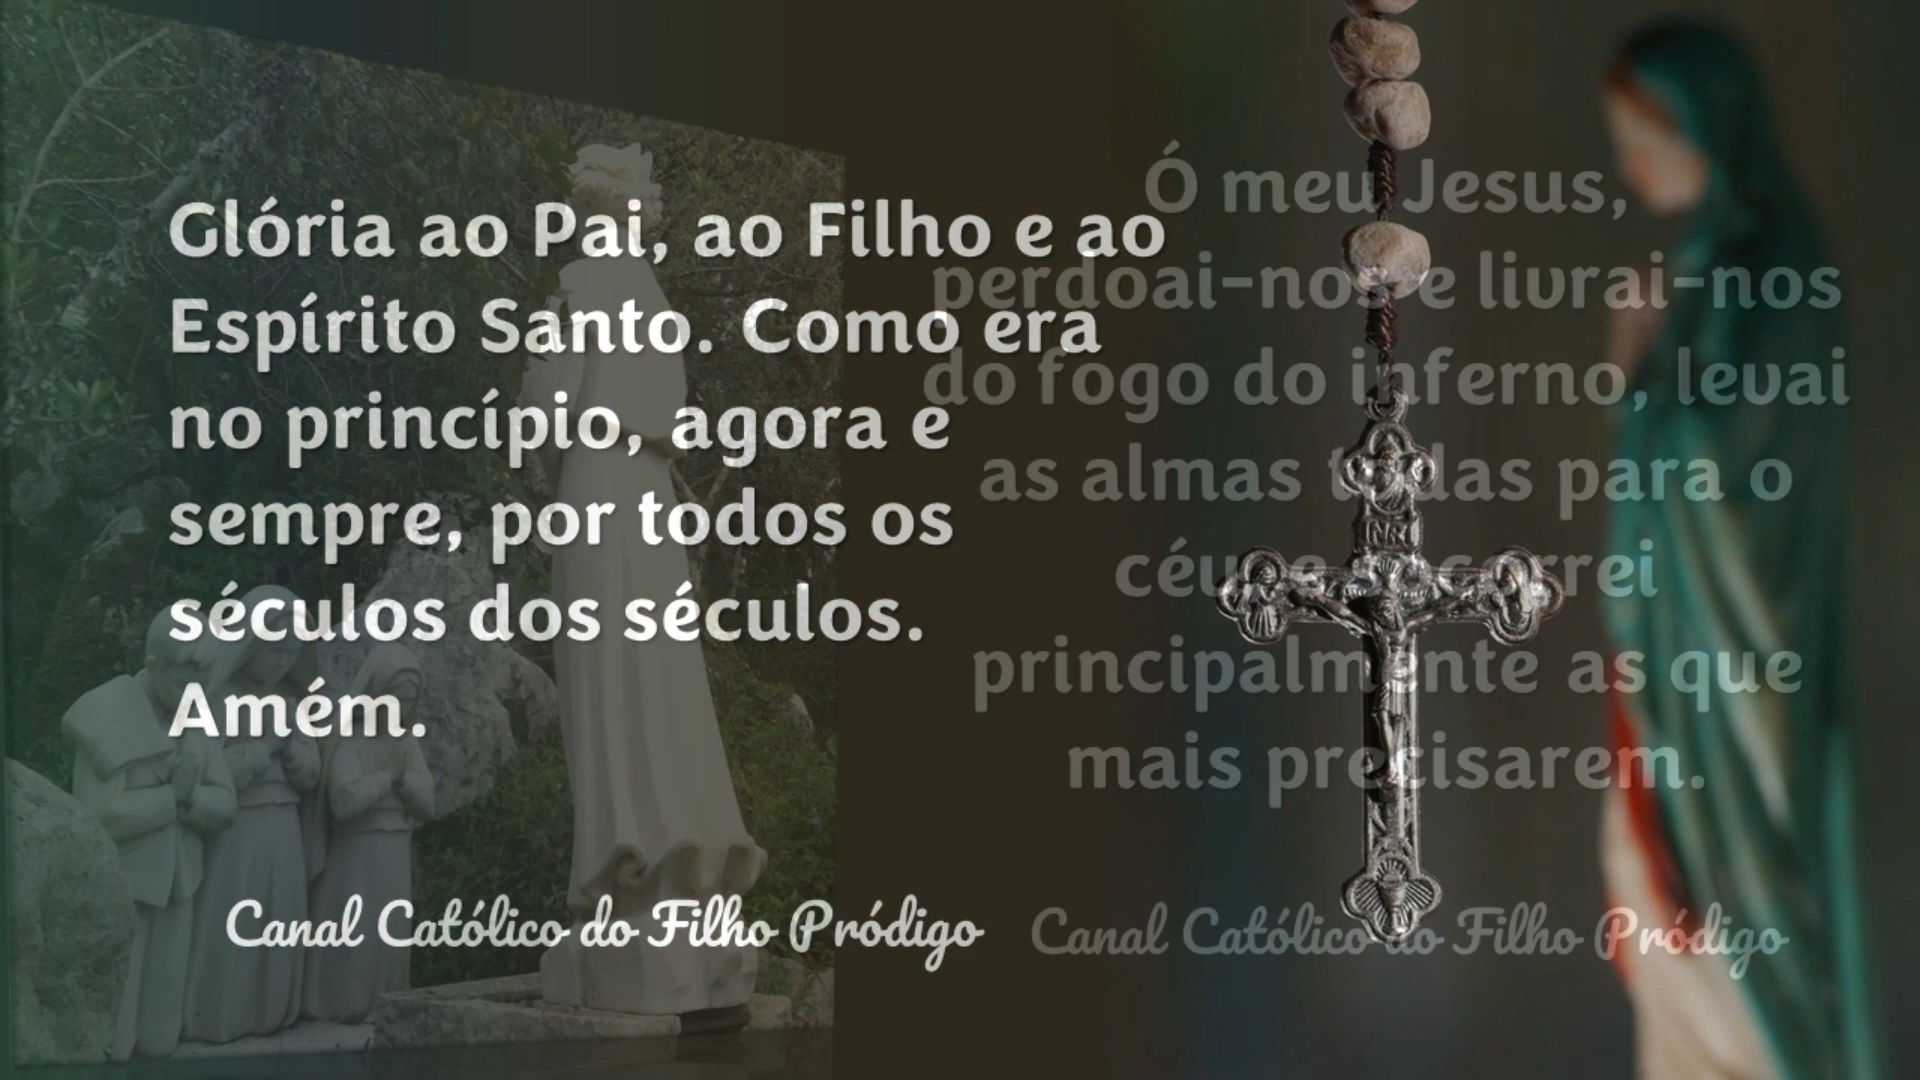 Glória ao Pai, ao Filho e ao
Espírito Santo. Como era
no princípio, agora e
sempre, por todos os
séculos dos séculos.
Amém.
Canal Católico do Filho Pródigo
Ó meu Jesus,
perdoai-nos e livrai-nos
do fogo do inferno, levai
as almas todas para o
céu e socorrei
principalmente as que
mais precisarem.
Canal Católico do Filho Pródigo
INRI